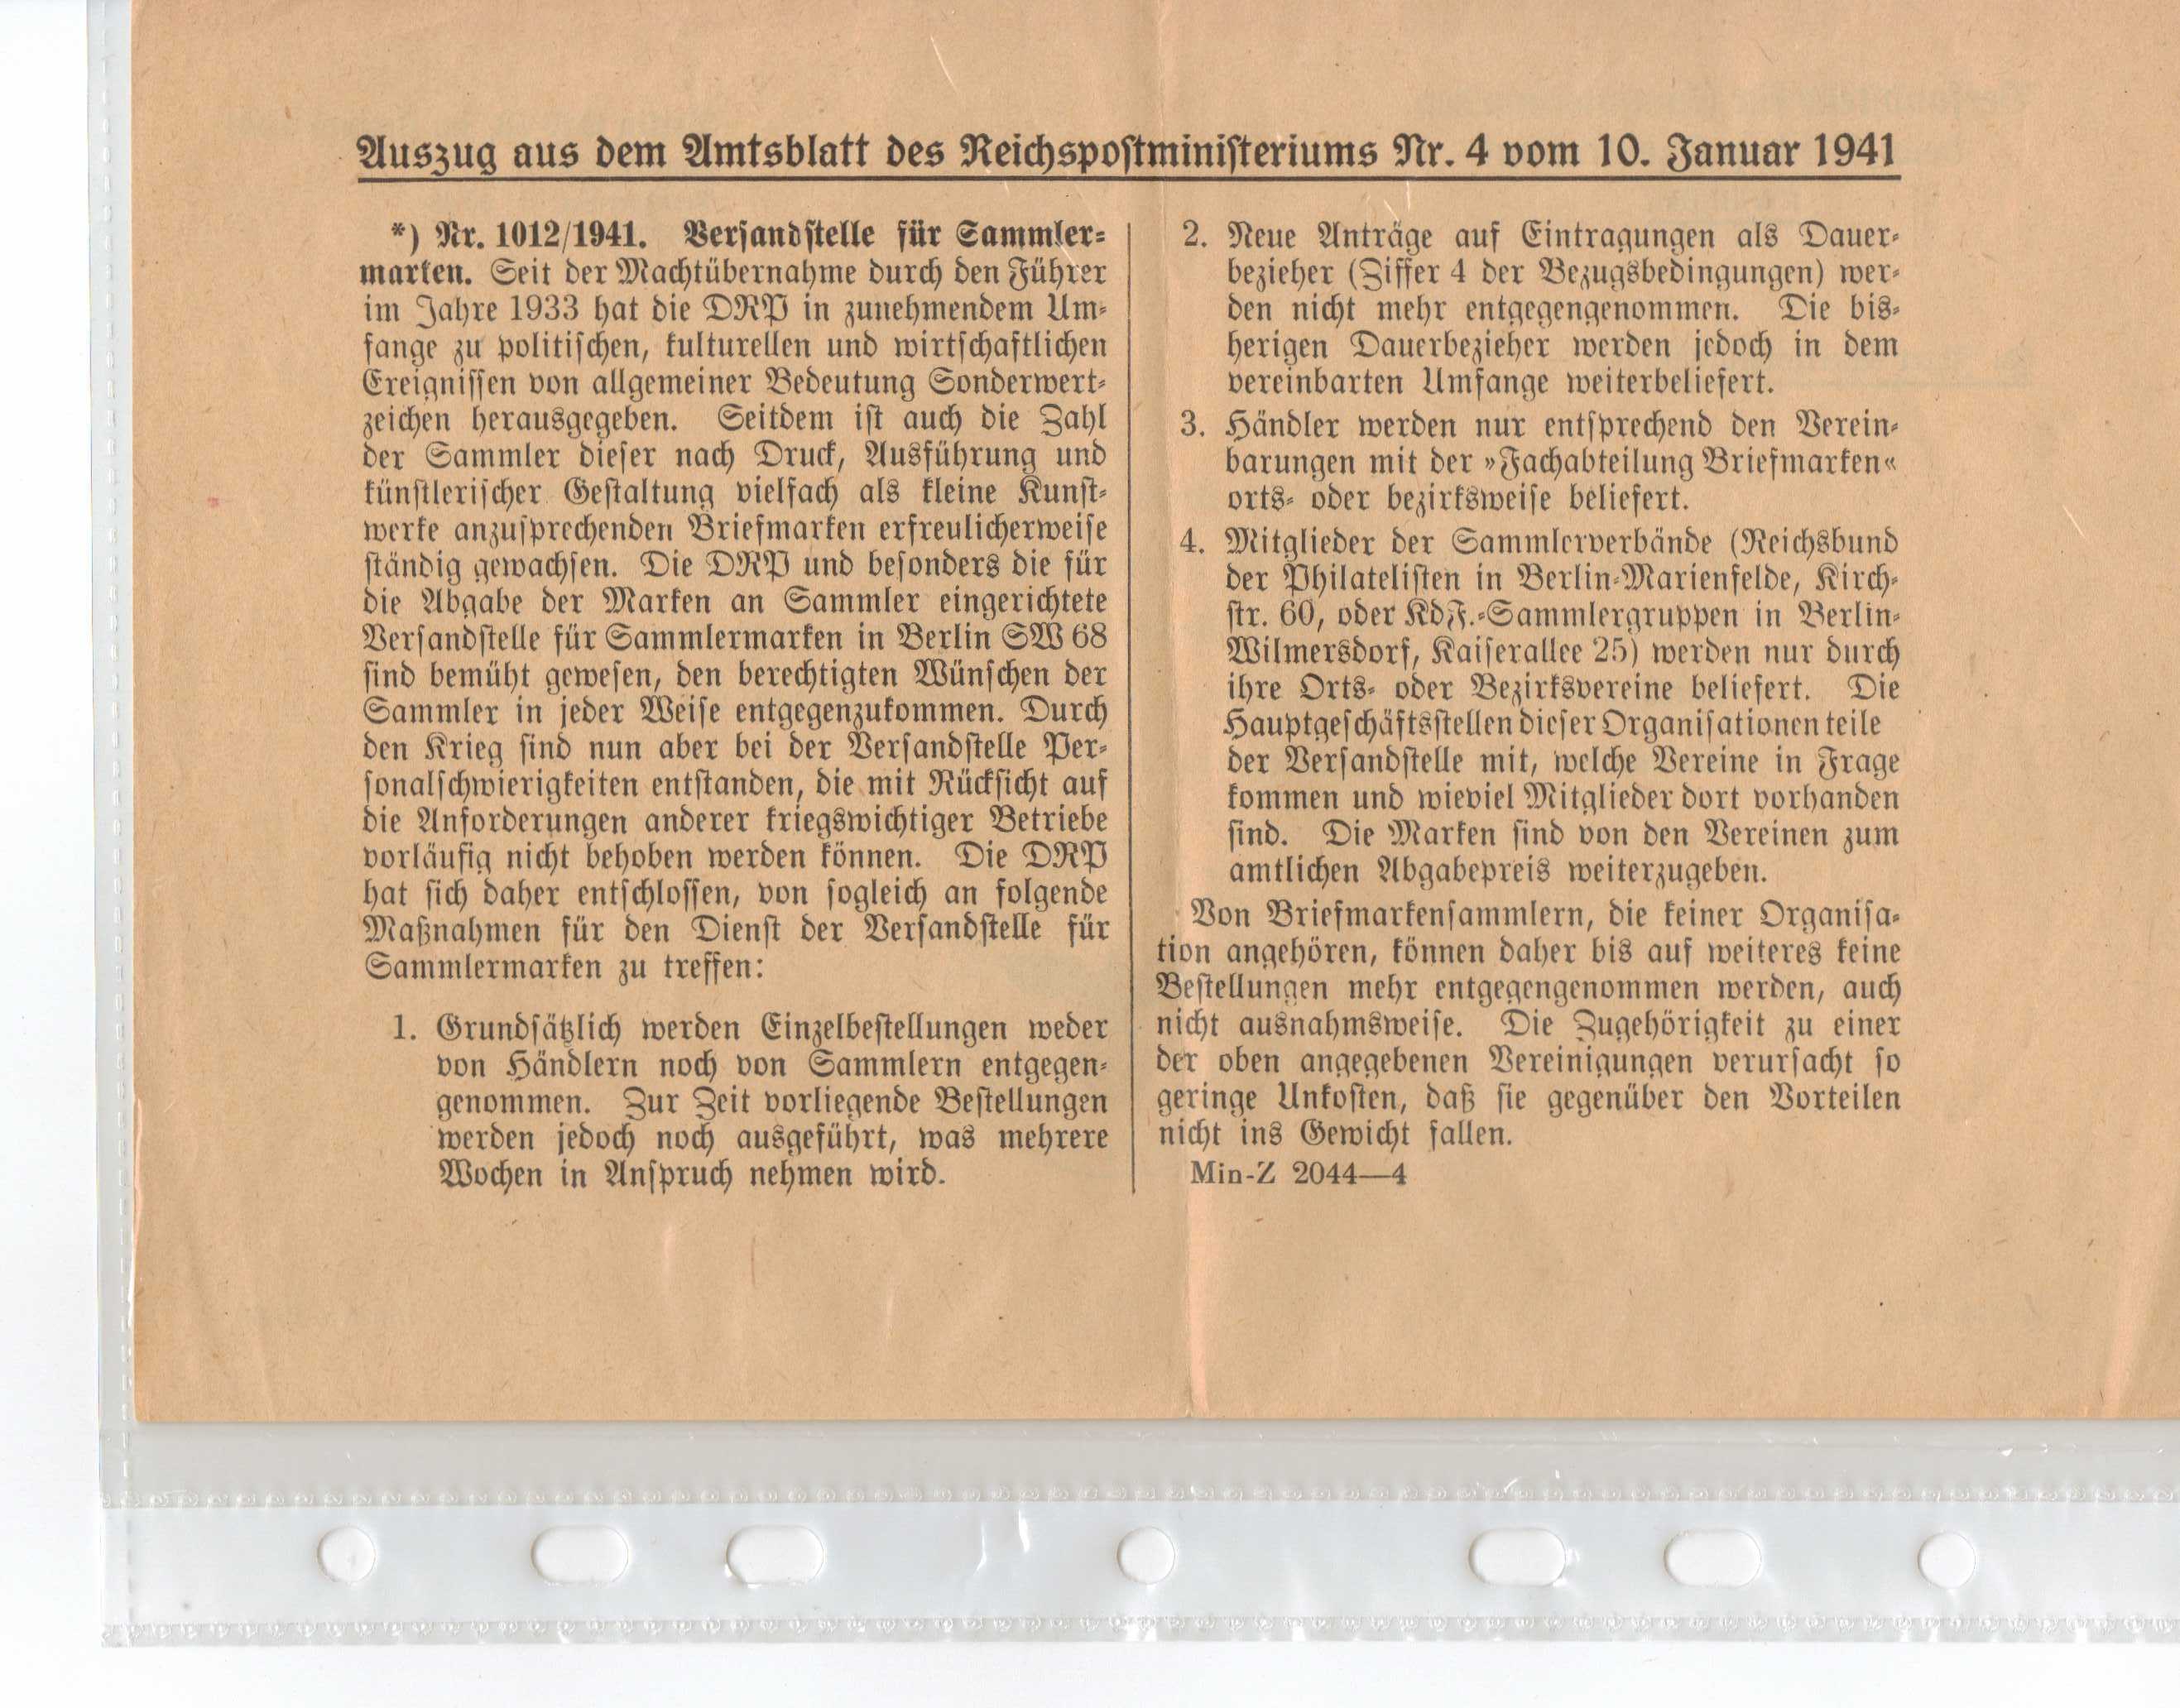 Auszug aus dem Amtsblatt des Reichspostministeriums Nr. 4 vom 10. Januar 1941
*) Nr. 1012/1941. Versandstelle für Sammler-
marken. Seit der Machtübernahme durch den Führer
im Jahre 1933 hat die DRP in zunehmendem Um-
fange zu politischen, kulturellen und wirtschaftlichen
Ereignissen von allgemeiner Bedeutung Sonderwert-
zeichen herausgegeben. Seitdem ist auch die Zahl
der Sammler dieser nach Druck, Ausführung und
künstlerischer Gestaltung vielfach als kleine Kunst-
werke anzusprechenden Briefmarken erfreulicherweise
ständig gewachsen. Die DRP und besonders die für
die Abgabe der Marken an Sammler eingerichtete
Versandstelle für Sammlermarken in Berlin SW 68
sind bemüht gewesen, den berechtigten Wünschen der
Sammler in jeder Weise entgegenzukommen. Durch
den Krieg sind nun aber bei der Versandstelle Per-
sonalschwierigkeiten entstanden, die mit Rücksicht auf
die Anforderungen anderer kriegswichtiger Betriebe
vorläufig nicht behoben werden können. Die DRP
hat sich daher entschlossen, von sogleich an folgende
Maßnahmen für den Dienst der Versandstelle für
Sammlermarken zu treffen:
1. Grundsätzlich werden Einzelbestellungen weder
von Händlern noch von Sammlern entgegen-
genommen. Zur Zeit vorliegende Bestellungen
werden jedoch noch ausgeführt, was mehrere
Wochen in Anspruch nehmen wird.
2. Neue Anträge auf Eintragungen als Dauer-
bezieher (Ziffer 4 der Bezugsbedingungen) wer-
den nicht mehr entgegengenommen. Die bis-
herigen Dauerbezieher werden jedoch in dem
vereinbarten Umfange weiterbeliefert.
3. Händler werden nur entsprechend den Verein-
barungen mit der »Fachabteilung Briefmarken«
orts- oder bezirksweise beliefert.
4. Mitglieder der Sammlerverbände (Reichsbund
der Philatelisten in Berlin-Marienfelde, Kirch-
str. 60, oder KdF.-Sammlergruppen in Berlin-
Wilmersdorf, Kaiserallee 25) werden nur durch
ihre Orts- oder Bezirksvereine beliefert. Die
Hauptgeschäftsstellen dieser Organisationen teile
der Versandstelle mit, welche Vereine in Frage
kommen und wieviel Mitglieder dort vorhanden
sind. Die Marken sind von den Vereinen zum
amtlichen Abgabepreis weiterzugeben.
Von Briefmarkensammlern, die keiner Organisa-
tion angehören, können daher bis auf weiteres keine
Bestellungen mehr entgegengenommen werden, auch
nicht ausnahmsweise. Die Zugehörigkeit zu einer
der oben angegebenen Vereinigungen verursacht so
geringe Unkosten, daß sie gegenüber den Vorteilen
nicht ins Gewicht fallen.
Min-Z 2044—4